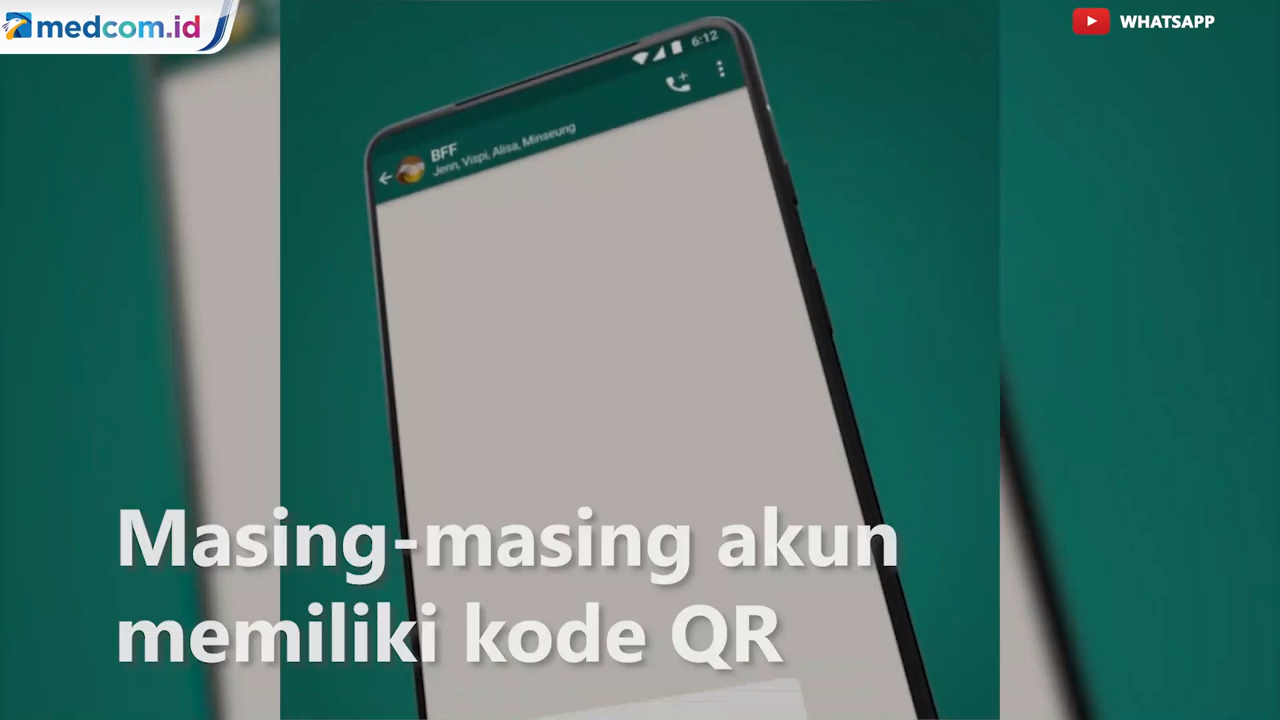 medcom.id
WHATSAPP
6:12
BFF
Jenn, Vispi, Alisa, Minseung
Masing-masing akun
memiliki kode QR